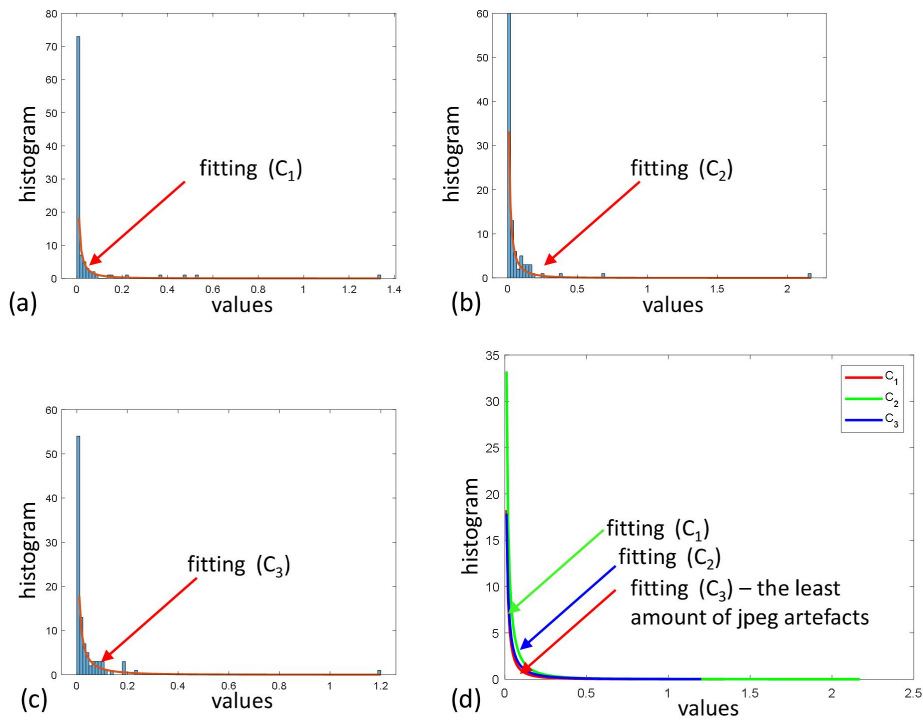 80
70
60
50
40
30
20
10
0
histogram
fitting (C1)
0 0.2 0.4 0.6 0.8 1 1.2 1.4
values
(a)
60
50
40
30
20
10
0
histogram
fitting (C2)
0 0.5 1 1.5 2
values
(b)
60
50
40
30
20
10
0
histogram
fitting (C3)
0 0.2 0.4 0.6 0.8 1 1.2
values
(c)
35
30
25
20
15
10
5
0
histogram
C1
C2
C3
fitting (C1)
fitting (C2)
fitting (C3) – the least
amount of jpeg artefacts
0 0.5 1 1.5 2 2.5
values
(d)